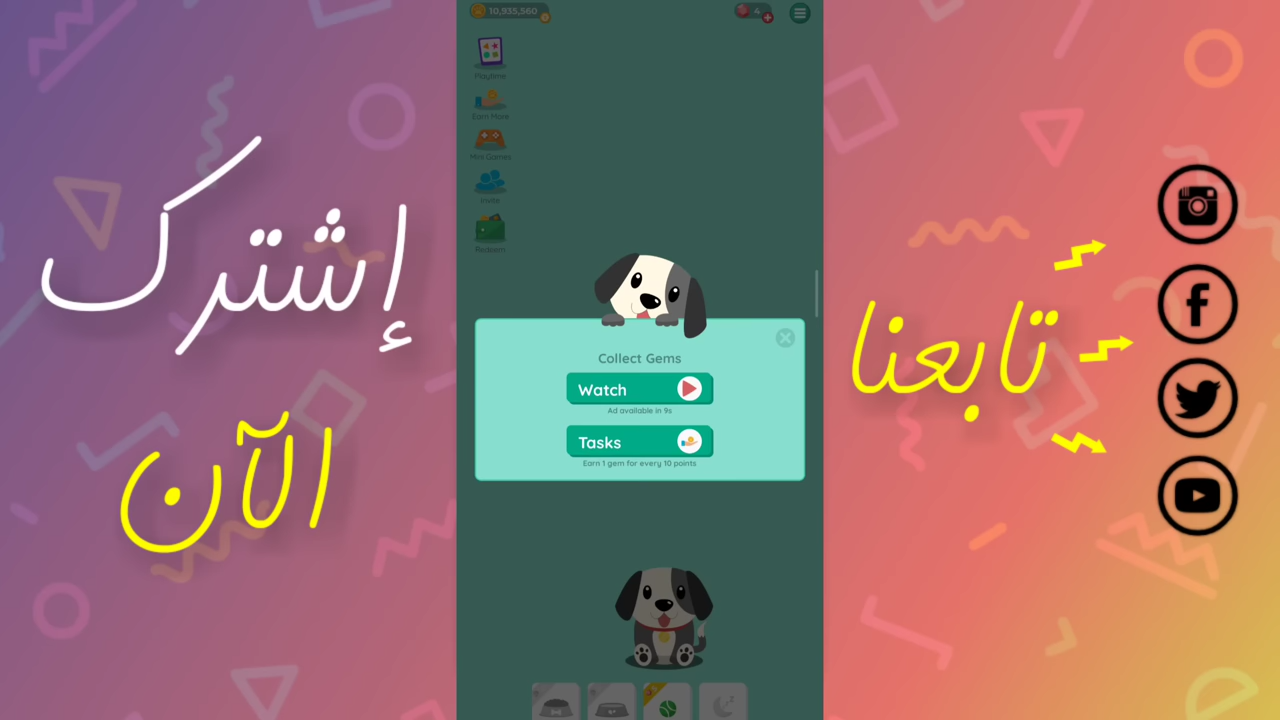 إشترك
الآن
10,935,560
4
Playtime
Earn More
Mini Games
Invite
Redeem
Collect Gems
Watch
Ad available in 9s
Tasks
Earn 1 gem for every 10 points
تابعنا